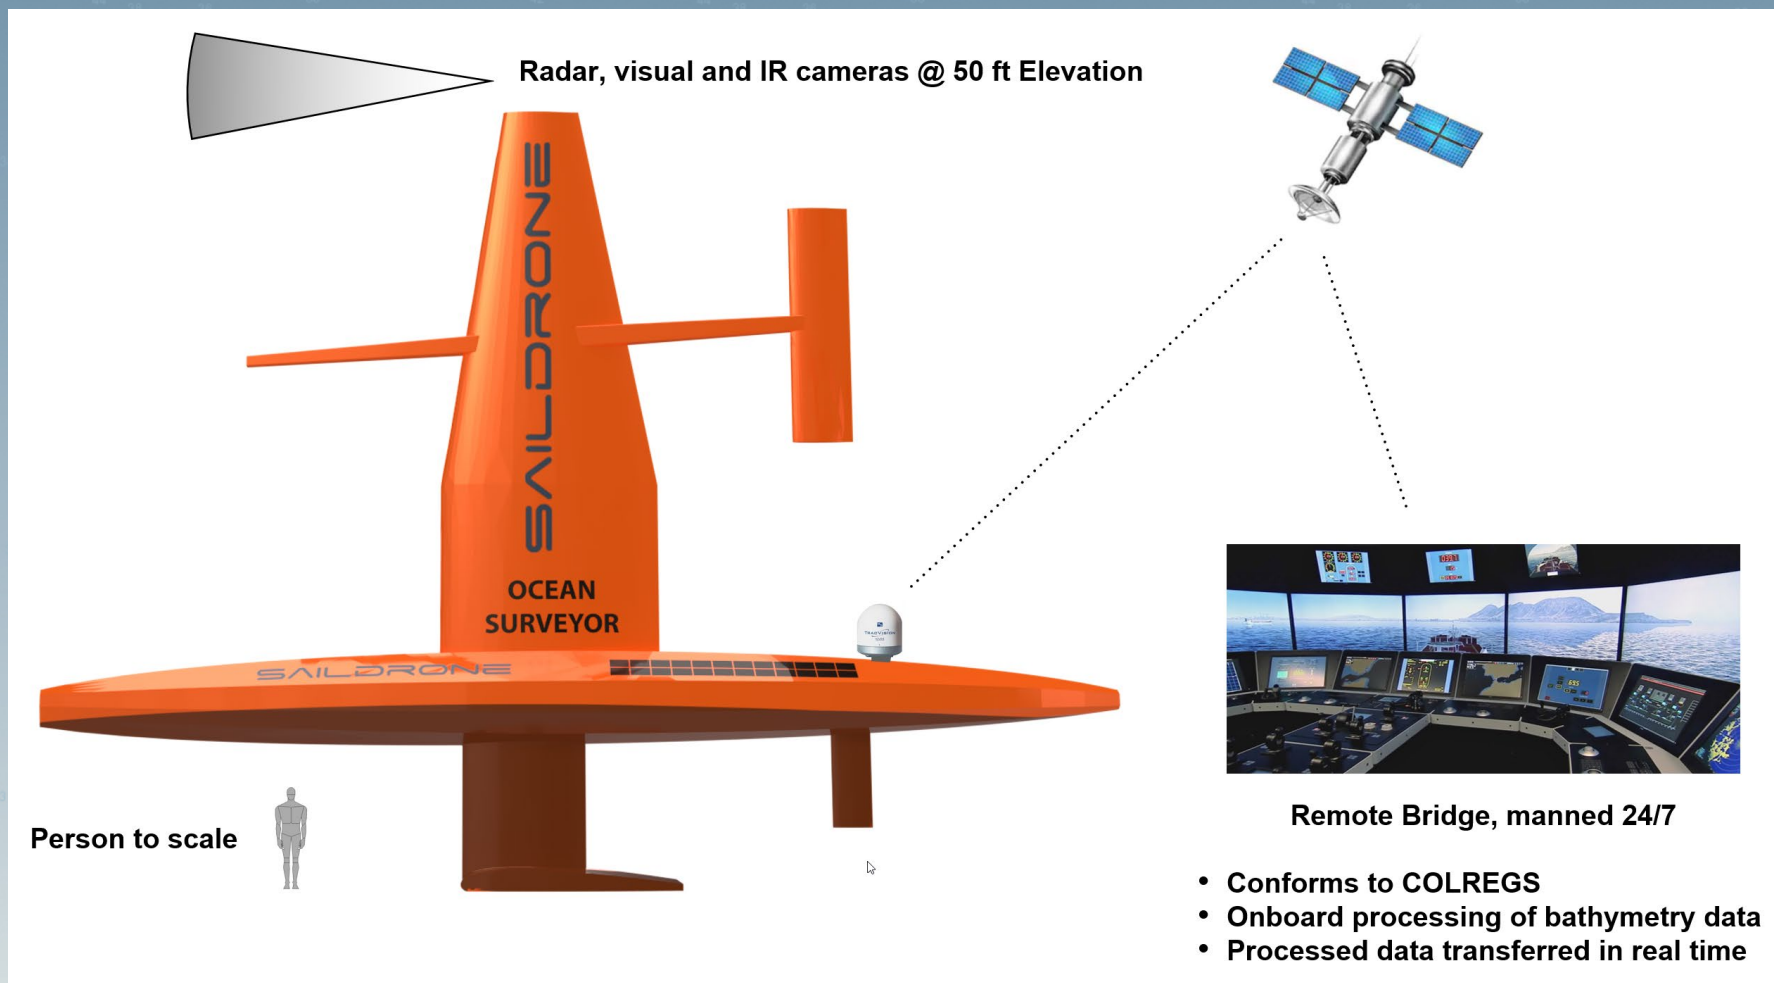 Radar, visual and IR cameras @ 50 ft Elevation
SAILDRONE
OCEAN
SURVEYOR
SAILDRONE
Person to scale
Remote Bridge, manned 24/7
• Conforms to COLREGS
• Onboard processing of bathymetry data
• Processed data transferred in real time